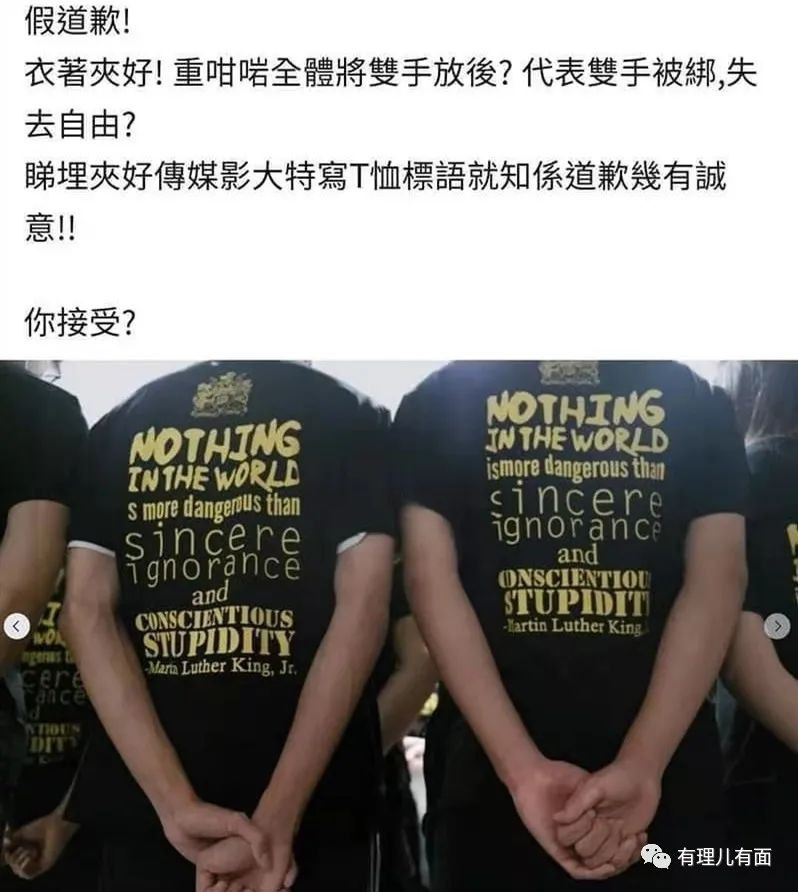 假道歉!
衣著夾好! 重咁啱全體將雙手放後? 代表雙手被綁,失
去自由?
睇埋夾好傳媒影大特寫T恤標語就知係道歉幾有誠
意!!
你接受?
NOTHING
IN THE WORLD
s more dangerous than
sincere
ignorance
and
CONSCIENTIOUS
STUPIDITY
-Martin Luther King, Jr.
NOTHING
IN THE WORLD
is more dangerous than
sincere
ignorance
and
ONSCIENTIOU
STUPIDIT
-Martin Luther King,
有理儿有面